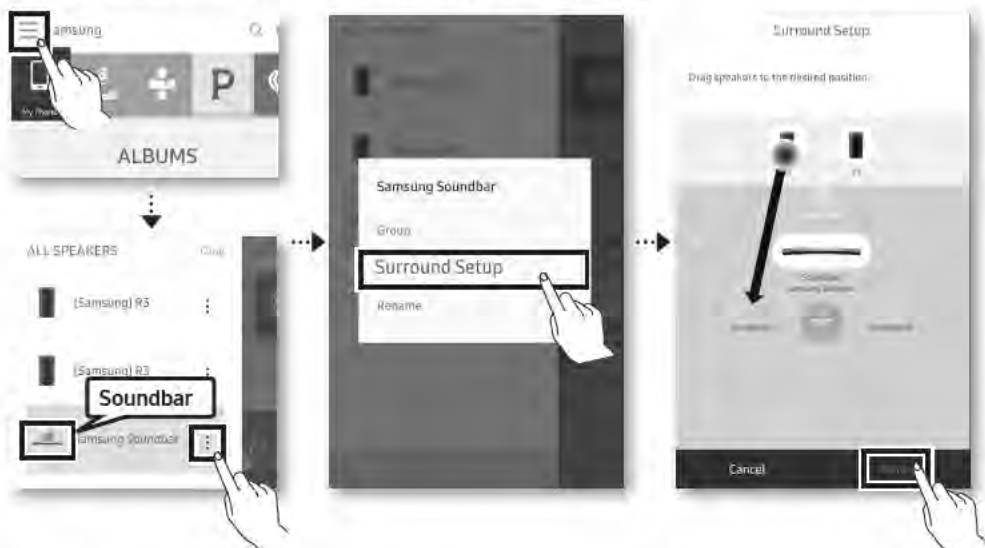 amsung
P
My Phone
ALBUMS
ALL SPEAKERS
(Samsung) R3
(Samsung) R3
Soundbar
Samsung Soundbar
Samsung Soundbar
Group
Surround Setup
Rename
Surround Setup
Drag speakers to the desired position.
Cancel